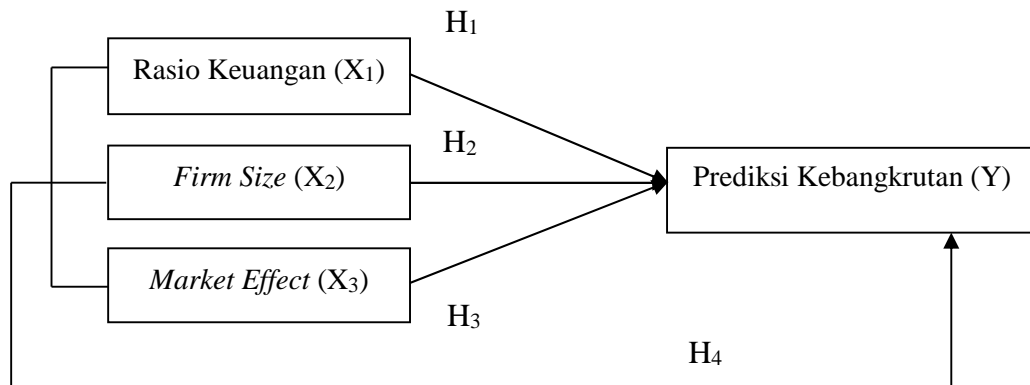 H₁
Rasio Keuangan (X₁)
H₂
Firm Size (X₂)
Prediksi Kebangkrutan (Y)
Market Effect (X₃)
H₃
H₄